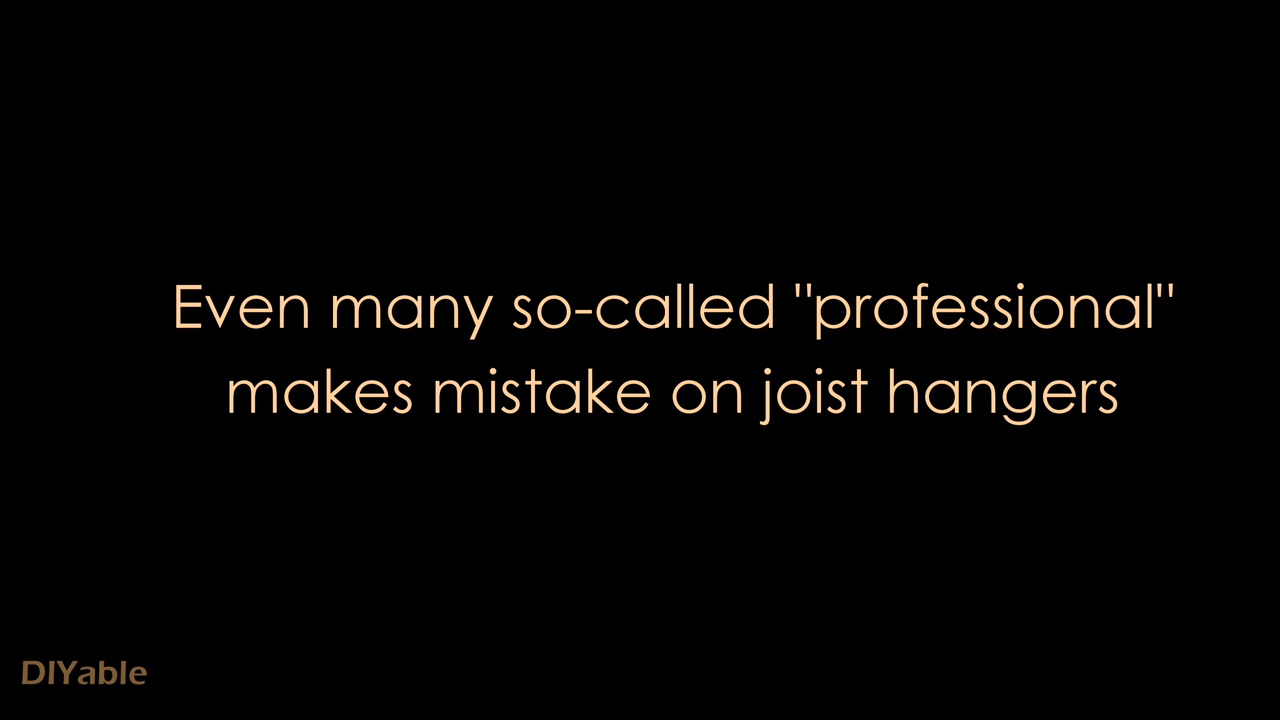 Even many so-called "professional"
makes mistake on joist hangers
DIYable